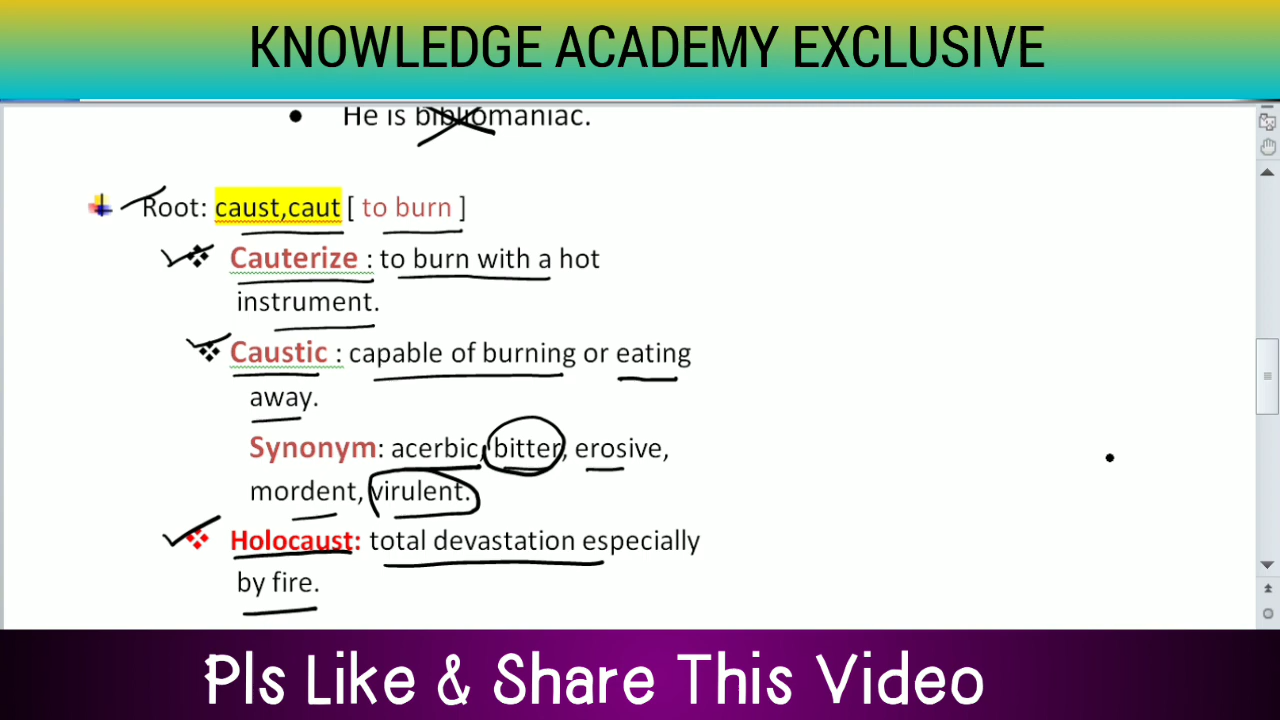 KNOWLEDGE ACADEMY EXCLUSIVE
• He is bibliomaniac.
Root: caust,caut [ to burn ]
Cauterize : to burn with a hot
instrument.
Caustic : capable of burning or eating
away.
Synonym: acerbic, bitter, erosive,
mordent, virulent.
Holocaust: total devastation especially
by fire.
Pls Like & Share This Video